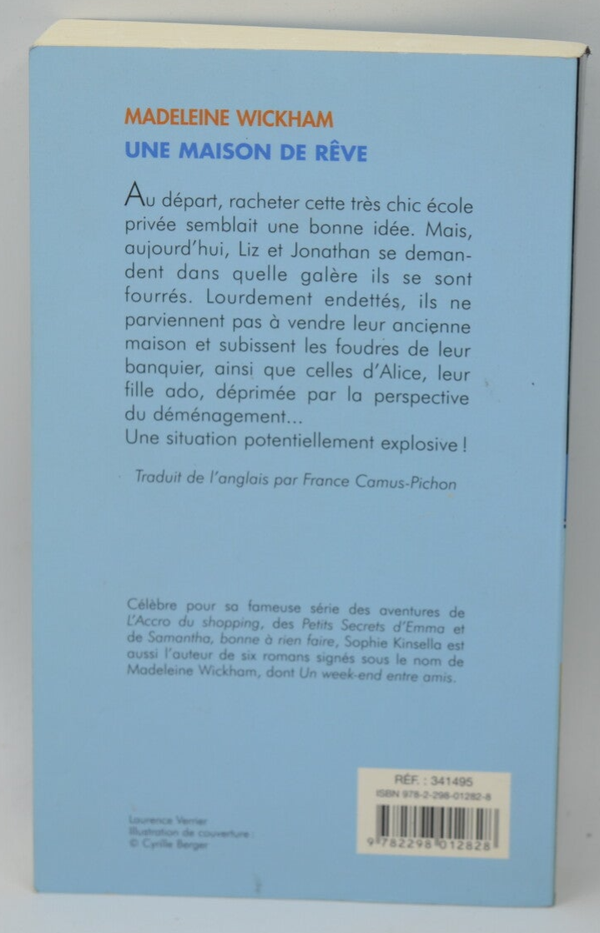 MADELEINE WICKHAM
UNE MAISON DE RÊVE
Au départ, racheter cette très chic école
privée semblait une bonne idée. Mais,
aujourd'hui, Liz et Jonathan se deman-
dent dans quelle galère ils se sont
fourrés. Lourdement endettés, ils ne
parviennent pas à vendre leur ancienne
maison et subissent les foudres de leur
banquier, ainsi que celles d'Alice, leur
fille ado, déprimée par la perspective
du déménagement...
Une situation potentiellement explosive !
Traduit de l'anglais par France Camus-Pichon
Célèbre pour sa fameuse série des aventures de
L'Accro du shopping, des Petits Secrets d'Emma et
de Samantha, bonne à rien faire, Sophie Kinsella est
aussi l'auteur de six romans signés sous le nom de
Madeleine Wickham, dont Un week-end entre amis.
RÉF. : 341495
ISBN 978-2-298-01282-8
9 782298 012828
Laurence Verrier
Illustration de couverture :
© Cyrille Berger